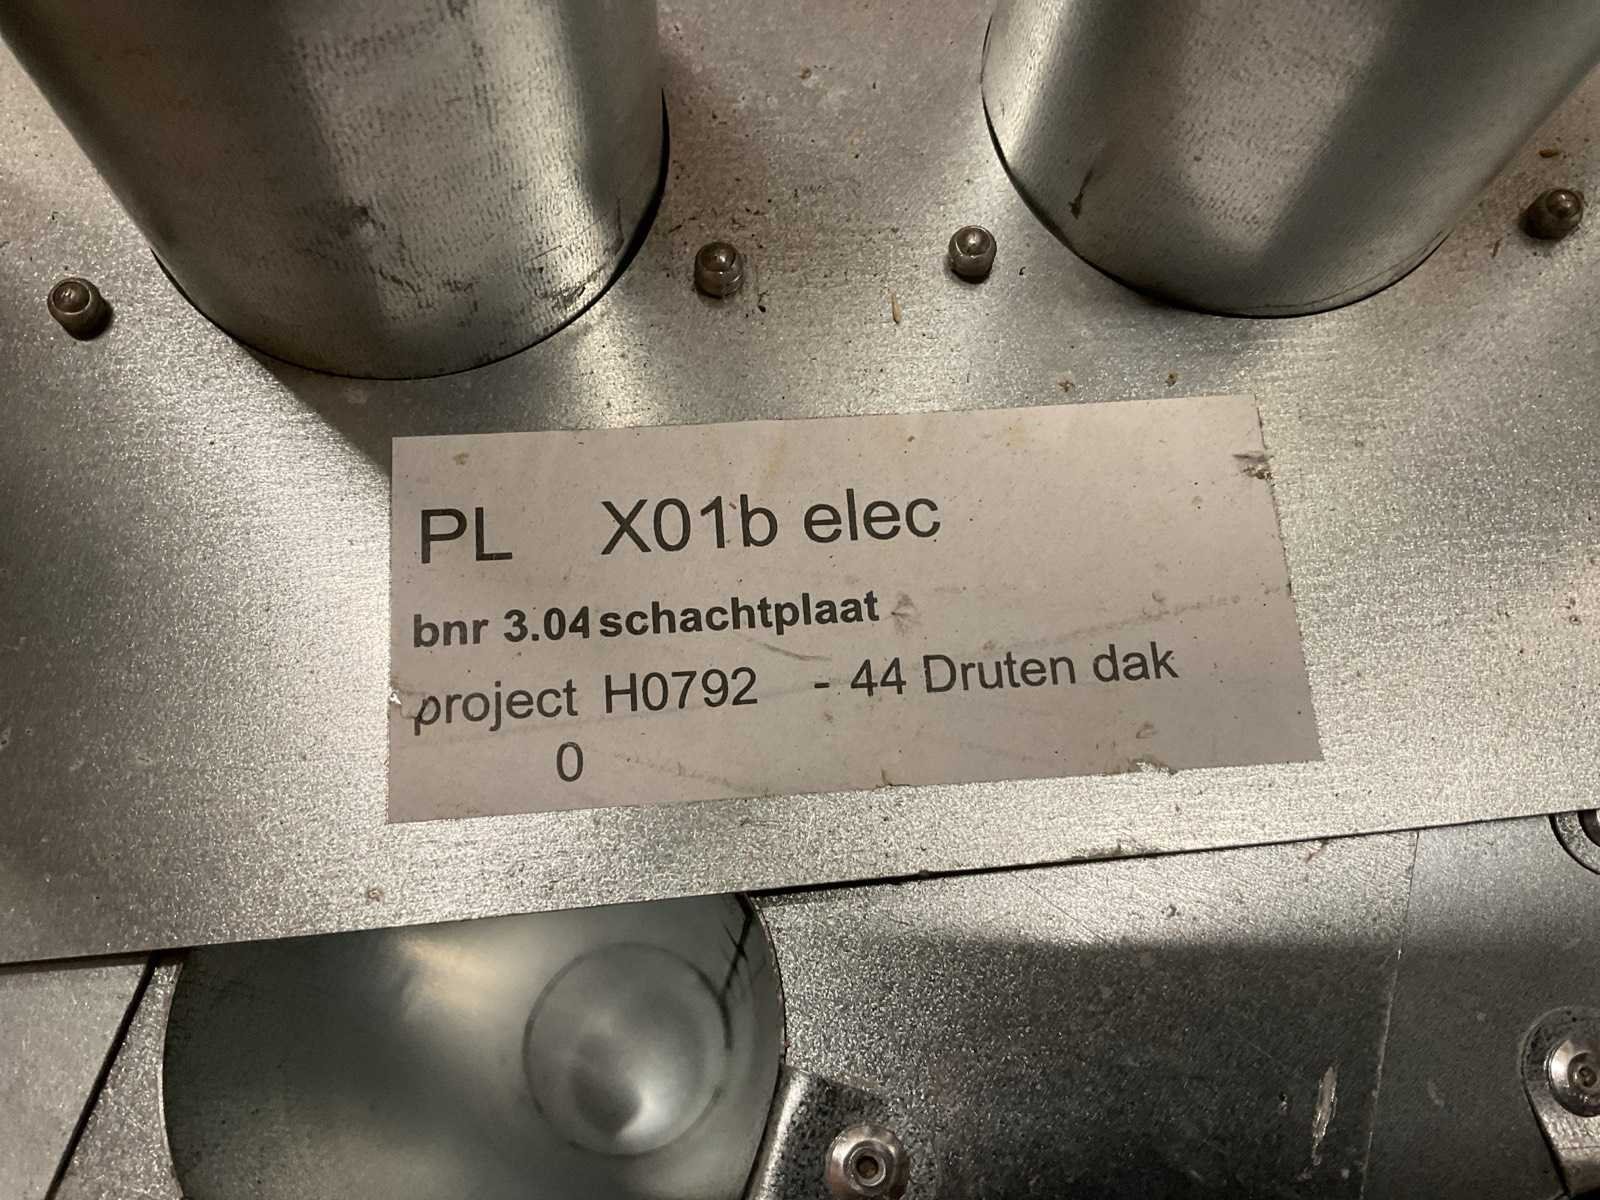 PL X01b elec
bnr 3.04 schachtplaat
project H0792 - 44 Druten dak
0